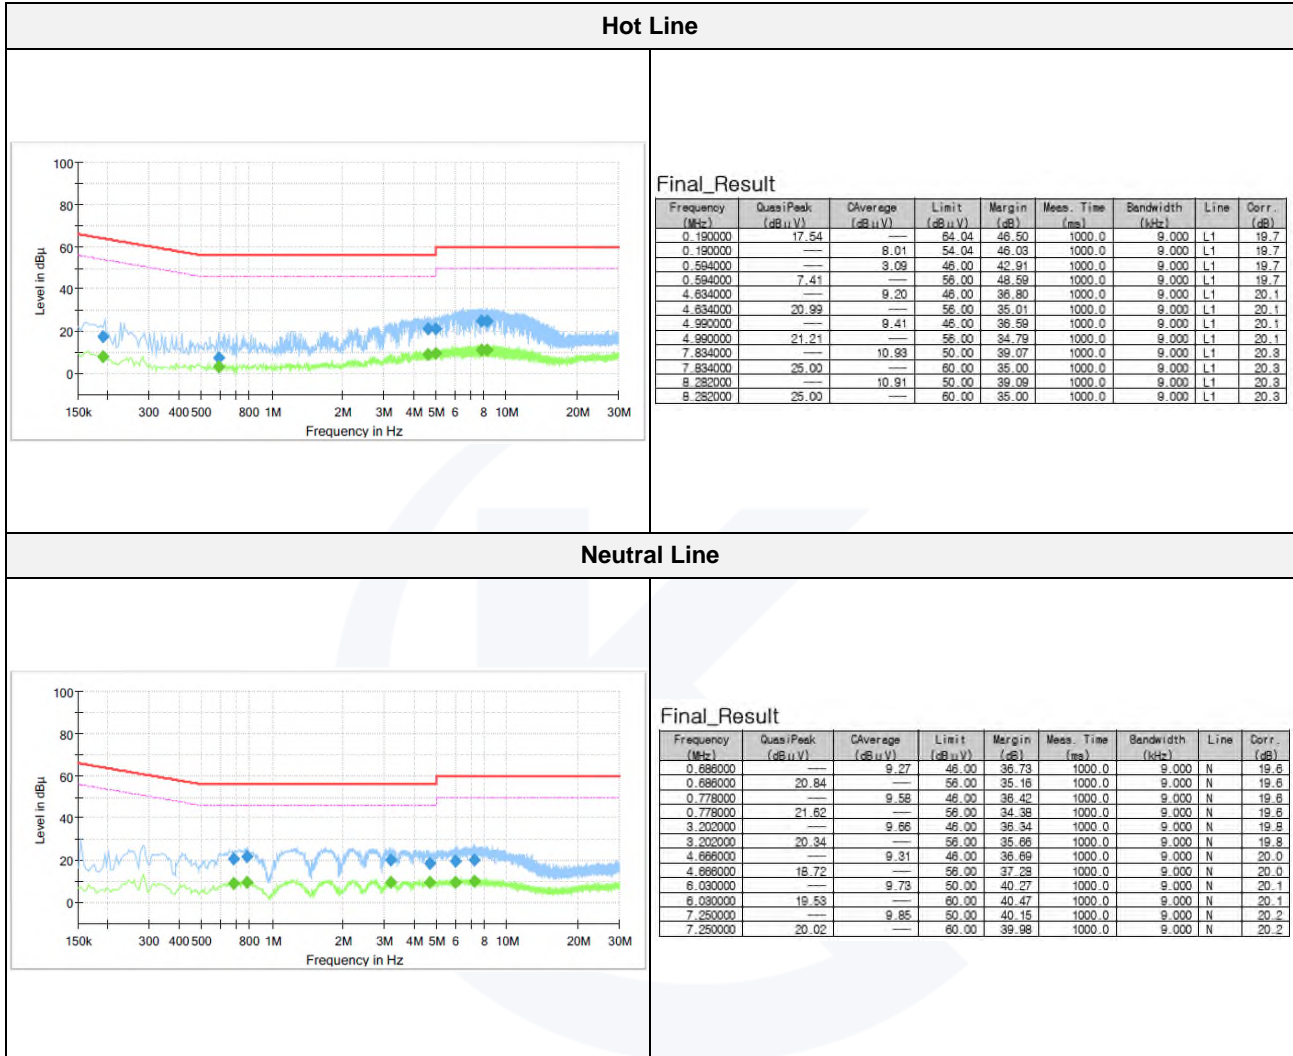 Hot Line
100
80
60
40
20
0
Level in dBµ
150k 300 400 500 800 1M 2M 3M 4M 5M 6 8 10M 20M 30M
Frequency in Hz
Final_Result
Frequency (MHz) QuasiPeak (dBµV) CAverage (dBµV) Limit (dBµV) Margin (dB) Meas. Time (ms) Bandwidth (kHz) Line Corr. (dB)
0.190000 17.54 --- 64.04 46.50 1000.0 9.000 L1 19.7
0.190000 --- 8.01 54.04 46.03 1000.0 9.000 L1 19.7
0.594000 --- 3.09 46.00 42.91 1000.0 9.000 L1 19.7
0.594000 7.41 --- 56.00 48.59 1000.0 9.000 L1 19.7
4.634000 --- 9.20 46.00 36.80 1000.0 9.000 L1 20.1
4.634000 20.99 --- 56.00 35.01 1000.0 9.000 L1 20.1
4.990000 --- 9.41 46.00 36.59 1000.0 9.000 L1 20.1
4.990000 21.21 --- 56.00 34.79 1000.0 9.000 L1 20.1
7.834000 --- 10.93 50.00 39.07 1000.0 9.000 L1 20.3
7.834000 25.00 --- 60.00 35.00 1000.0 9.000 L1 20.3
8.282000 --- 10.91 50.00 39.09 1000.0 9.000 L1 20.3
8.282000 25.00 --- 60.00 35.00 1000.0 9.000 L1 20.3
Neutral Line
100
80
60
40
20
0
Level in dBµ
150k 300 400 500 800 1M 2M 3M 4M 5M 6 8 10M 20M 30M
Frequency in Hz
Final_Result
Frequency (MHz) QuasiPeak (dBµV) CAverage (dBµV) Limit (dBµV) Margin (dB) Meas. Time (ms) Bandwidth (kHz) Line Corr. (dB)
0.686000 --- 9.27 46.00 36.73 1000.0 9.000 N 19.6
0.686000 20.84 --- 56.00 35.16 1000.0 9.000 N 19.6
0.778000 --- 9.58 46.00 36.42 1000.0 9.000 N 19.6
0.778000 21.62 --- 56.00 34.38 1000.0 9.000 N 19.6
3.202000 --- 9.66 46.00 36.34 1000.0 9.000 N 19.8
3.202000 20.34 --- 56.00 35.66 1000.0 9.000 N 19.8
4.666000 --- 9.31 46.00 36.69 1000.0 9.000 N 20.0
4.666000 18.72 --- 56.00 37.28 1000.0 9.000 N 20.0
6.030000 --- 9.73 50.00 40.27 1000.0 9.000 N 20.1
6.030000 19.53 --- 60.00 40.47 1000.0 9.000 N 20.1
7.250000 --- 9.85 50.00 40.15 1000.0 9.000 N 20.2
7.250000 20.02 --- 60.00 39.98 1000.0 9.000 N 20.2